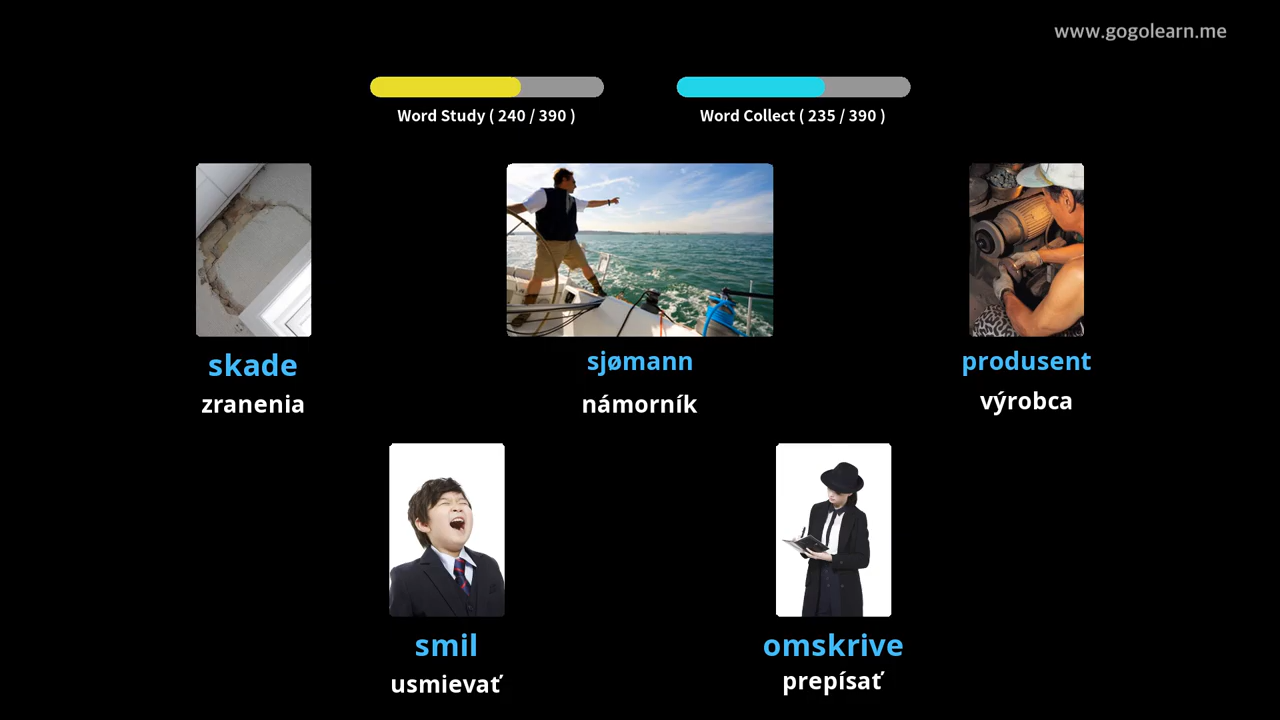 www.gogolearn.me
Word Study ( 240 / 390 )
Word Collect ( 235 / 390 )
skade
zranenia
sjømann
námorník
produsent
výrobca
smil
usmievať
omskrive
prepísať